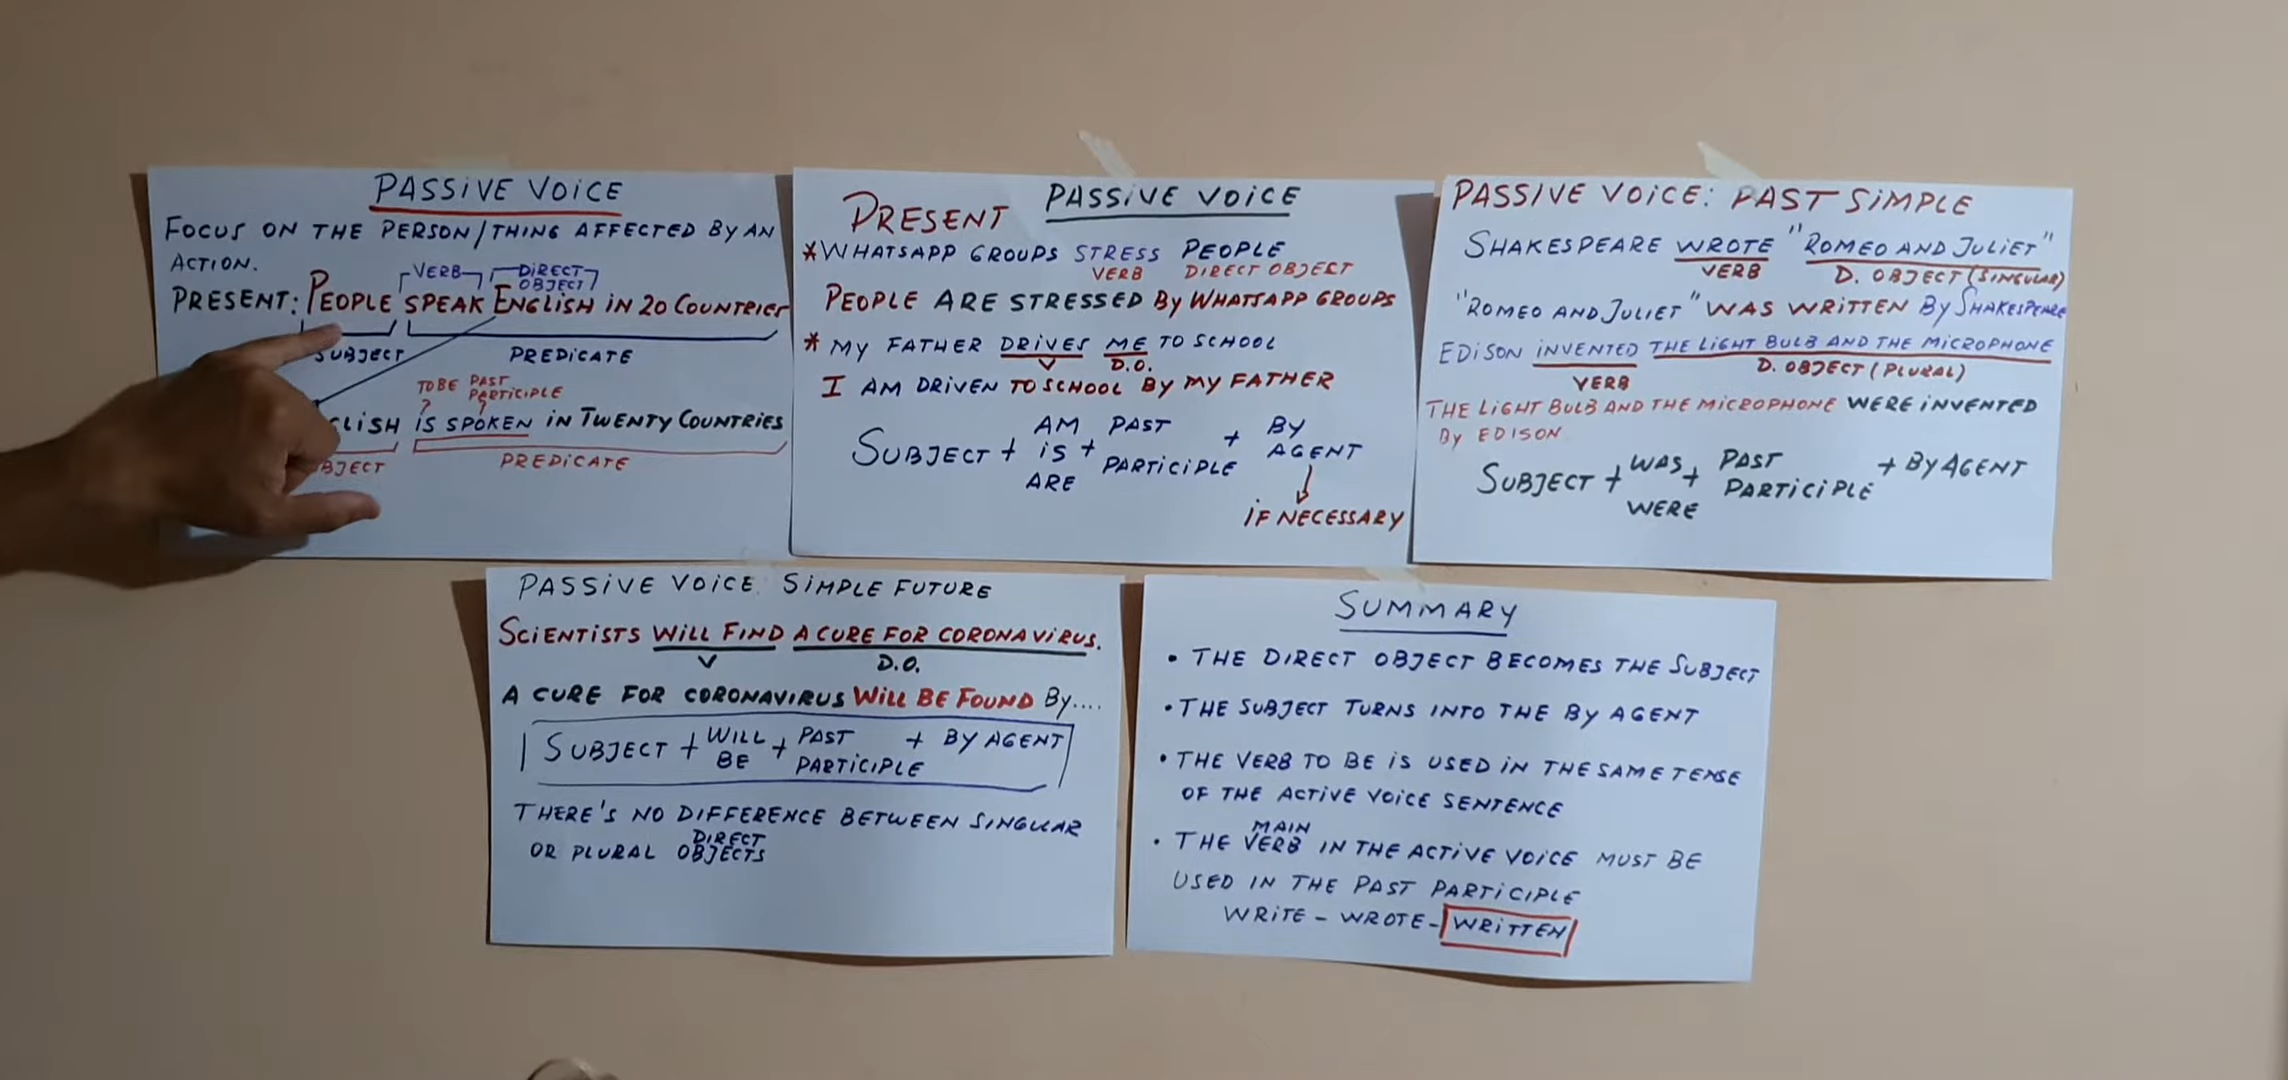 PASSIVE VOICE
FOCUS ON THE PERSON/THING AFFECTED BY AN
ACTION.
VERB DIRECT OBJECT
PRESENT: PEOPLE SPEAK ENGLISH IN 20 COUNTRIES
SUBJECT PREDICATE
TO BE PAST PARTICIPLE
LISH IS SPOKEN IN TWENTY COUNTRIES
BJECT PREDICATE
PRESENT PASSIVE VOICE
*WHATSAPP GROUPS STRESS PEOPLE
VERB DIRECT OBJECT
PEOPLE ARE STRESSED BY WHATSAPP GROUPS
*MY FATHER DRIVES ME TO SCHOOL
V D.O.
I AM DRIVEN TO SCHOOL BY MY FATHER
AM PAST BY
SUBJECT + IS + PARTICIPLE + AGENT
ARE
IF NECESSARY
PASSIVE VOICE: PAST SIMPLE
SHAKESPEARE WROTE "ROMEO AND JULIET"
VERB D. OBJECT (SINGULAR)
"ROMEO AND JULIET" WAS WRITTEN BY SHAKESPEARE
EDISON INVENTED THE LIGHT BULB AND THE MICROPHONE
VERB D. OBJECT (PLURAL)
THE LIGHT BULB AND THE MICROPHONE WERE INVENTED
BY EDISON
SUBJECT + WAS + PAST + BY AGENT
WERE PARTICIPLE
PASSIVE VOICE: SIMPLE FUTURE
SCIENTISTS WILL FIND A CURE FOR CORONAVIRUS.
V D.O.
A CURE FOR CORONAVIRUS WILL BE FOUND BY....
SUBJECT + WILL + PAST + BY AGENT
BE PARTICIPLE
THERE'S NO DIFFERENCE BETWEEN SINGULAR
OR PLURAL DIRECT OBJECTS
SUMMARY
• THE DIRECT OBJECT BECOMES THE SUBJECT
• THE SUBJECT TURNS INTO THE BY AGENT
• THE VERB TO BE IS USED IN THE SAME TENSE
OF THE ACTIVE VOICE SENTENCE
• THE MAIN VERB IN THE ACTIVE VOICE MUST BE
USED IN THE PAST PARTICIPLE
WRITE - WROTE - WRITTEN